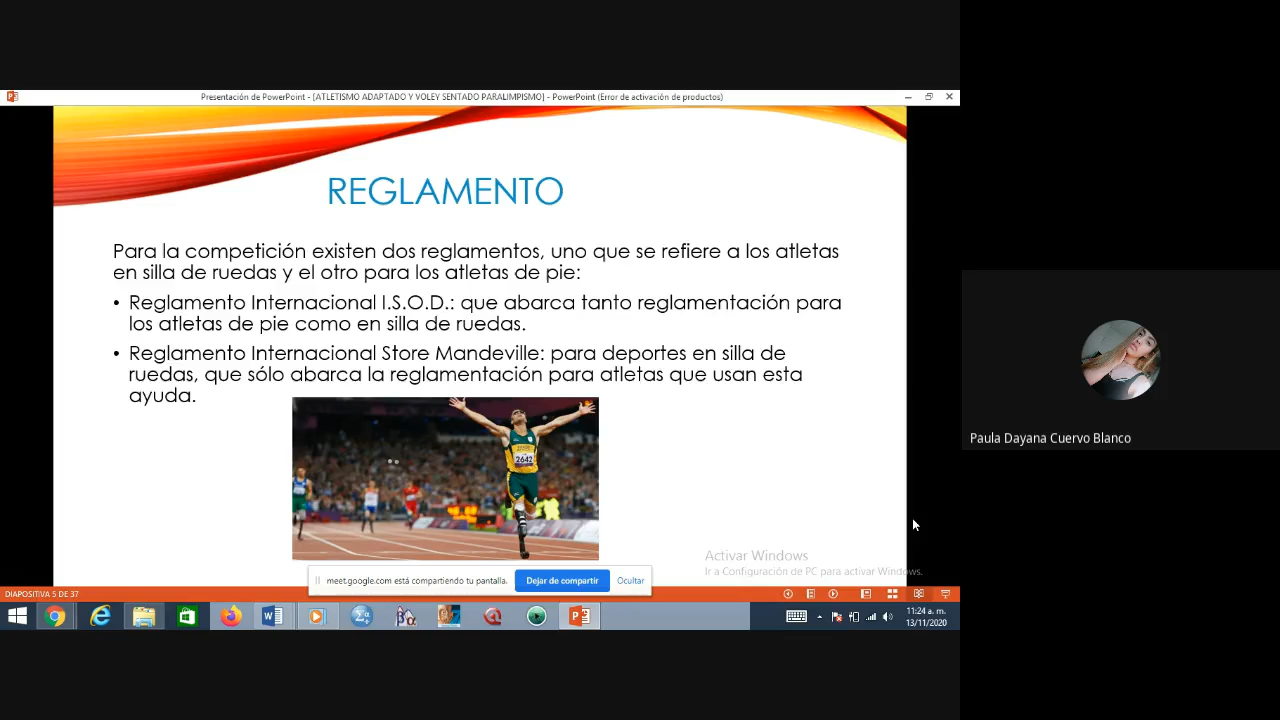 Presentación de PowerPoint - [ATLETISMO ADAPTADO Y VOLEY SENTADO PARALIMPISMO] - PowerPoint (Error de activación de productos)
REGLAMENTO
Para la competición existen dos reglamentos, uno que se refiere a los atletas
en silla de ruedas y el otro para los atletas de pie:
• Reglamento Internacional I.S.O.D.: que abarca tanto reglamentación para
los atletas de pie como en silla de ruedas.
• Reglamento Internacional Store Mandeville: para deportes en silla de
ruedas, que sólo abarca la reglamentación para atletas que usan esta
ayuda.
2642
Paula Dayana Cuervo Blanco
Activar Windows
Ir a Configuración de PC para activar Windows.
meet.google.com está compartiendo tu pantalla.
Dejar de compartir
Ocultar
DIAPOSITIVA 5 DE 37
11:24 a. m.
13/11/2020